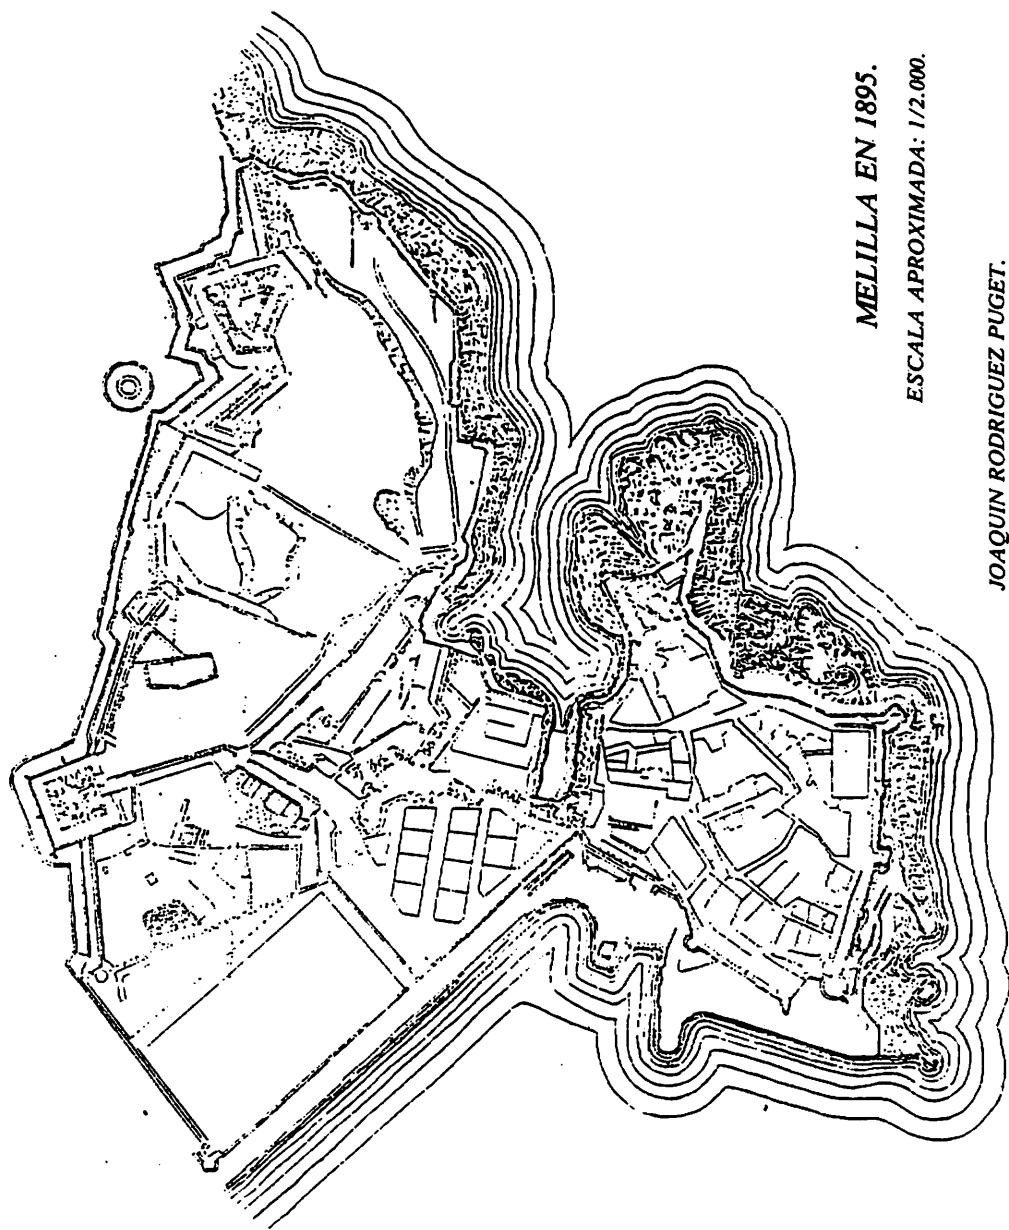 MELILLA EN 1895.
ESCALA APROXIMADA: 1/2.000.
JOAQUIN RODRIGUEZ PUGET.